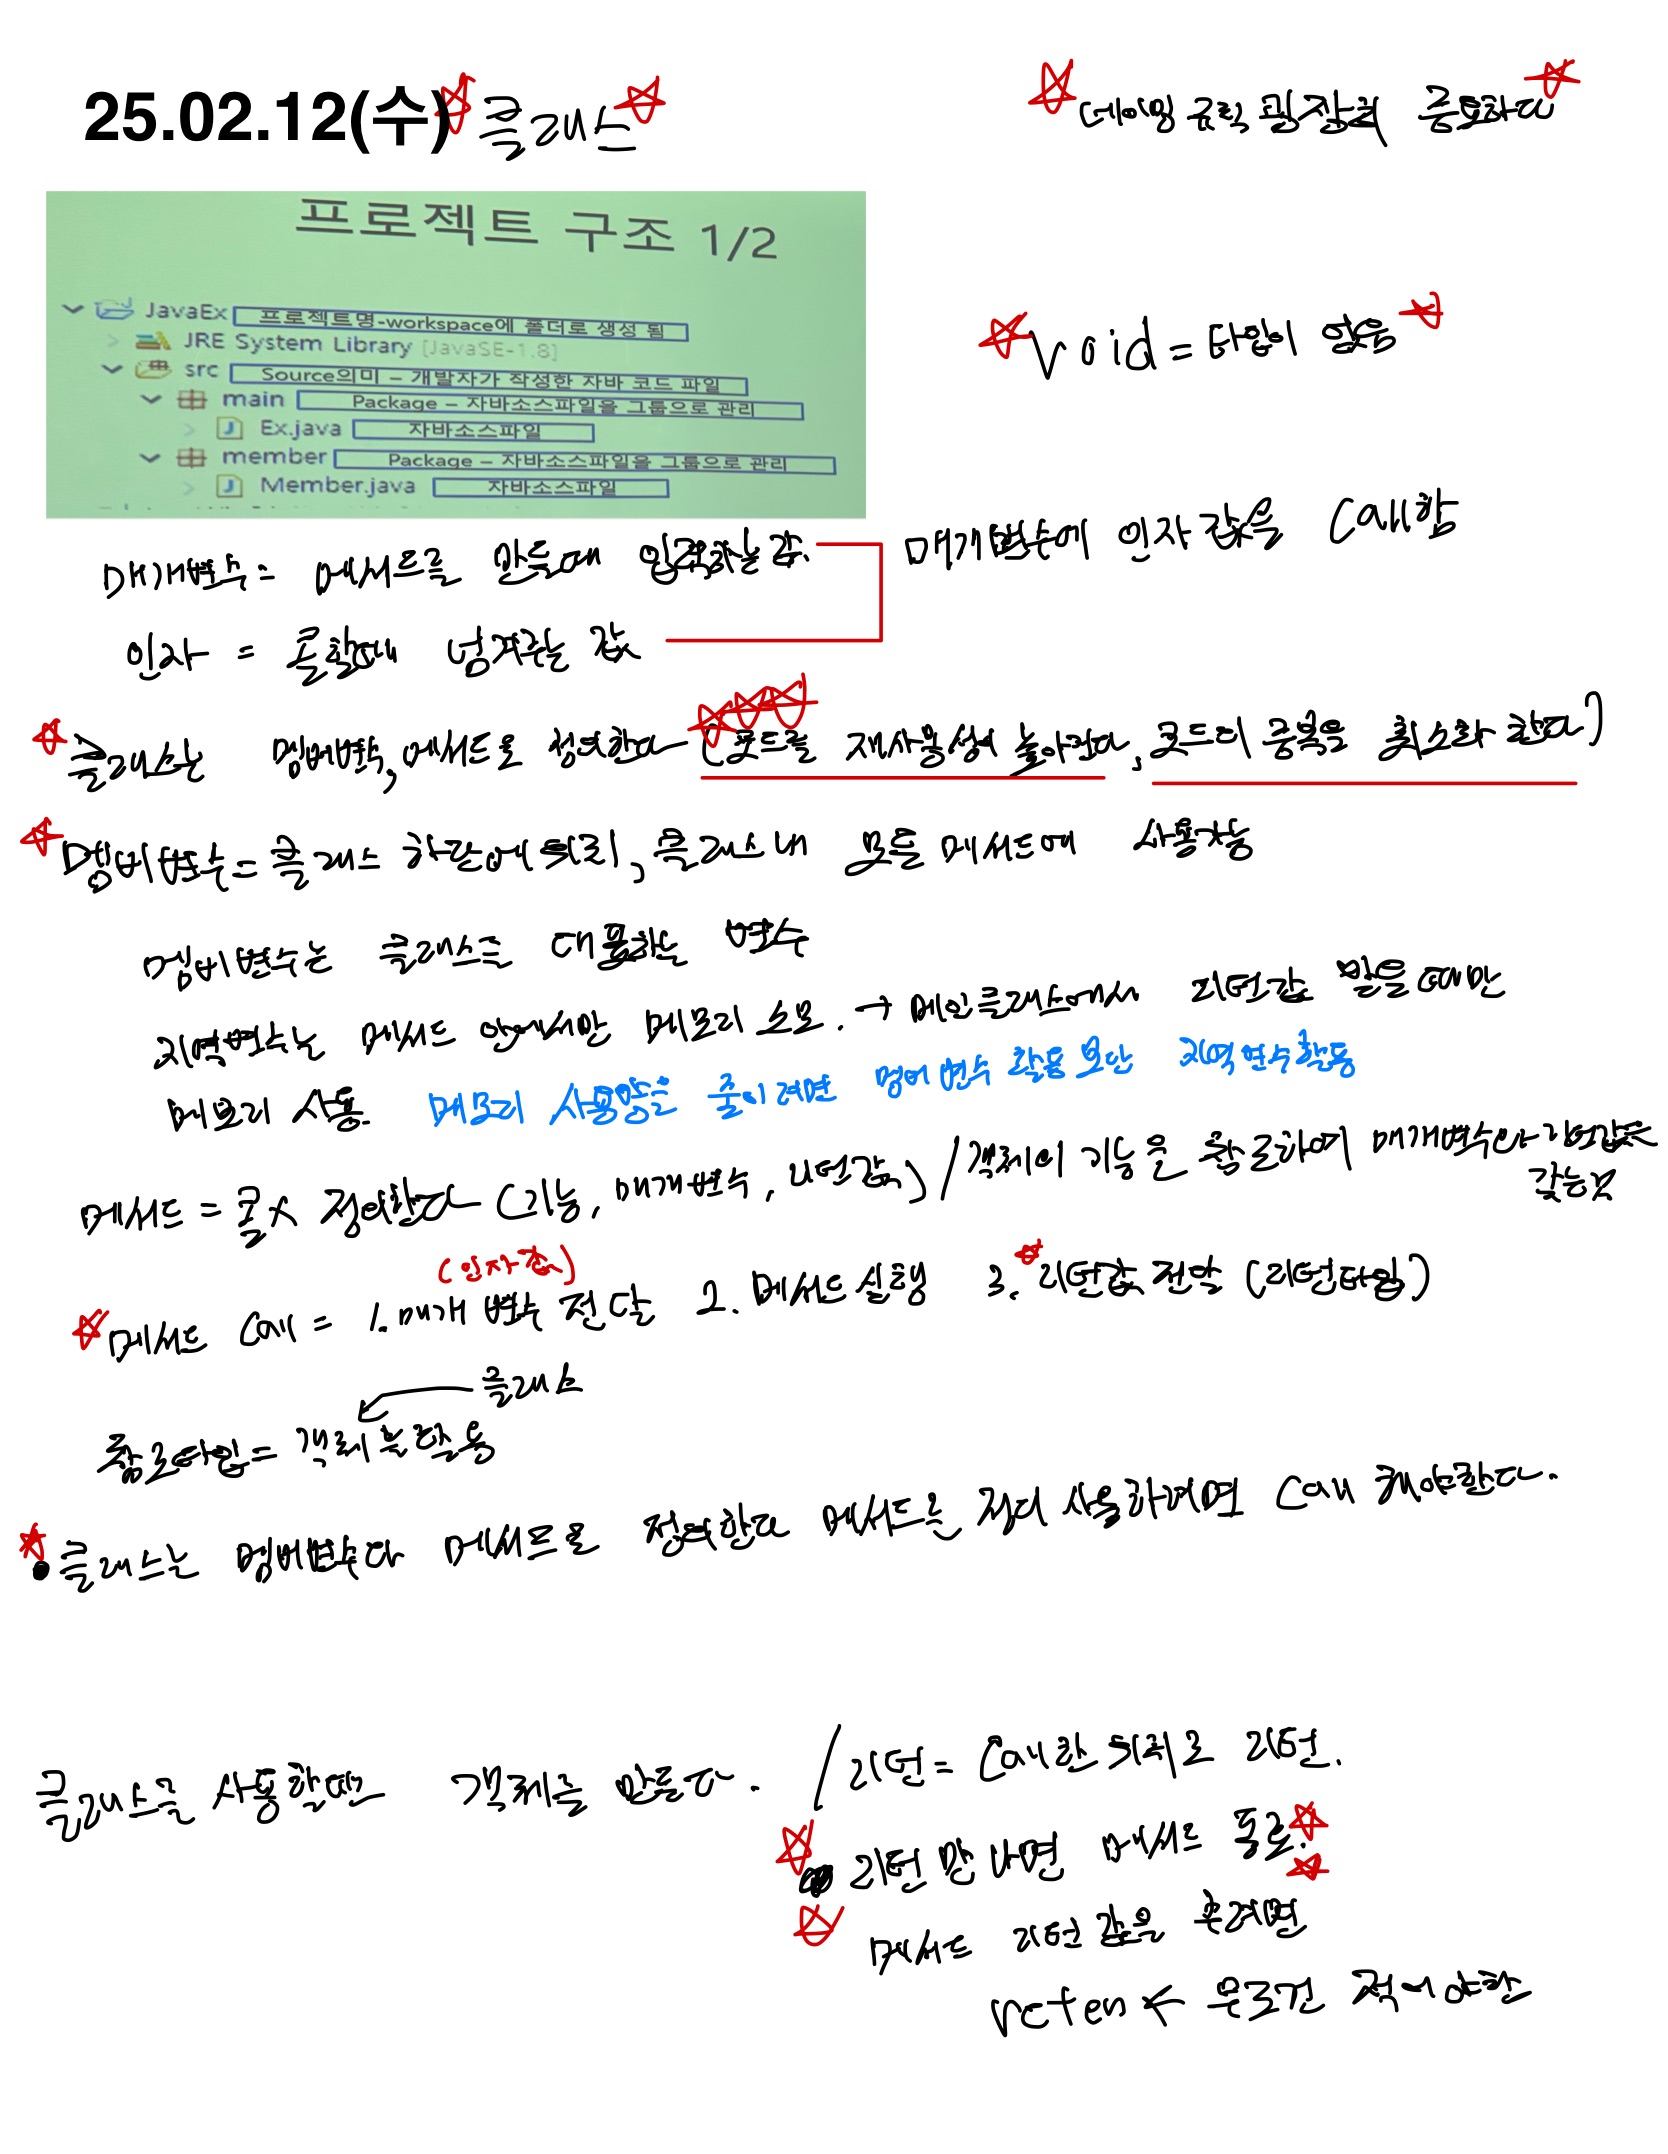 25.02.12(수) 클래스
네이밍 규칙 굉장히 중요하다
프로젝트 구조 1/2
JavaEx 프로젝트명-workspace에 폴더로 생성 됨
JRE System Library [JavaSE-1.8]
src Source의미 – 개발자가 작성한 자바 코드 파일
main Package – 자바소스파일을 그룹으로 관리
Ex.java 자바소스파일
member Package – 자바소스파일을 그룹으로 관리
Member.java 자바소스파일
void = 타입이 없음
매개변수 = 메서드를 만들때 입력하는 값.
매개변수에 인자 값을 Call함
인자 = 콜할때 넘겨주는 값
클래스는 멤버변수, 메서드로 정의한다 (코드를 재사용성이 높아진다, 코드의 중복을 최소화 한다)
멤버변수 = 클래스 하단에 위치, 클래스내 모든 메서드에 사용가능
멤버변수는 클래스를 대표하는 변수
지역변수는 메서드 안에서만 메모리 소모. → 메인클래스에서 리턴값 받을때만
메모리 사용. 메모리 사용량을 줄이려면 멤버변수 활용보단 지역변수활용
메서드 = 콜x 정의한다 (기능, 매개변수, 리턴값) / 객체의 기능을 활용하여 매개변수와 리턴값을
갖는것
(인자값)
메서드 Call = 1. 매개변수 전달 2. 메서드 실행 3. 리턴값 전달 (리턴타입)
클래스
참조타입 = 객체를 활용
클래스는 멤버변수와 메서드로 정의한다 메서드를 정의 사용하려면 Call 해야한다.
클래스를 사용할땐 객체를 만든다. / 리턴 = Call한 위치로 리턴.
리턴 만나면 메서드 종료.
메서드 리턴 값을 주려면
reten ← 무조건 적어야함